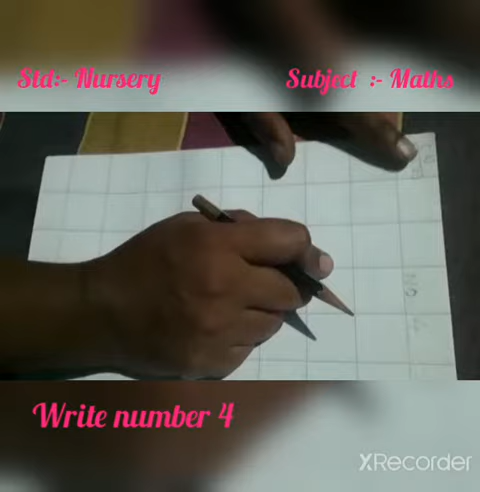 Std:- Nursery
Subject :- Maths
Write number 4
XRecorder